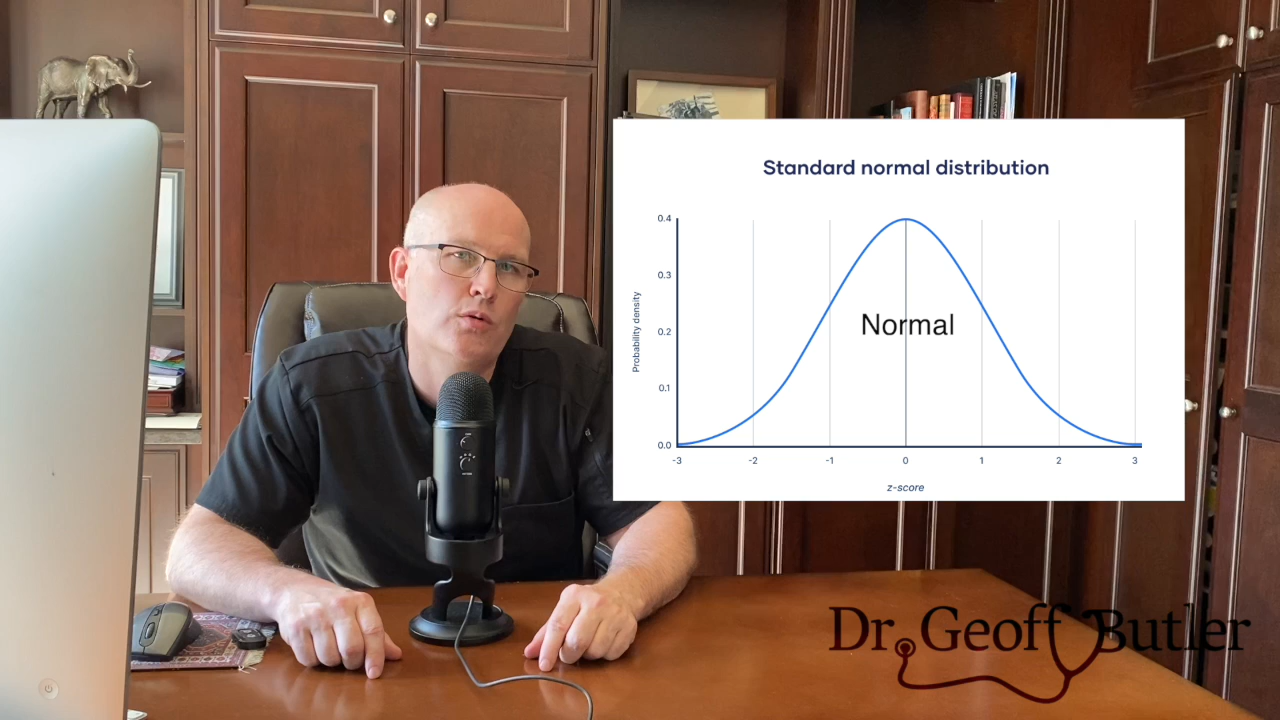 Standard normal distribution
0.4
0.3
0.2
0.1
0.0
Probability density
Normal
-3 -2 -1 0 1 2 3
z-score
Dr. Geoff Butler